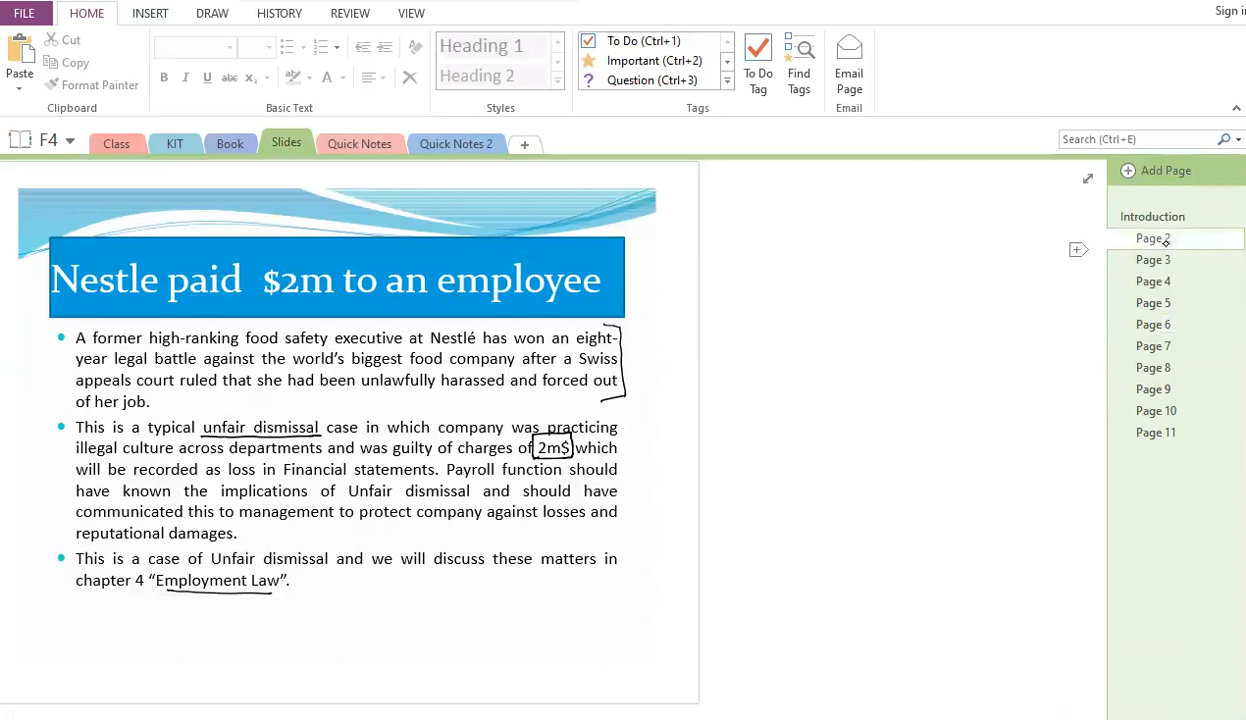 FILE HOME INSERT DRAW HISTORY REVIEW VIEW Sign i
Paste
Cut
Copy
Format Painter
Clipboard
B I U abc x₂ A
Basic Text
Heading 1
Heading 2
Styles
To Do (Ctrl+1)
Important (Ctrl+2)
? Question (Ctrl+3)
Tags
To Do
Tag
Find
Tags
Email
Page
Email
F4 Class KIT Book Slides Quick Notes Quick Notes 2 +
Search (Ctrl+E)
Nestle paid $2m to an employee
• A former high-ranking food safety executive at Nestlé has won an eight-
year legal battle against the world's biggest food company after a Swiss
appeals court ruled that she had been unlawfully harassed and forced out
of her job.
• This is a typical unfair dismissal case in which company was practicing
illegal culture across departments and was guilty of charges of 2m$ which
will be recorded as loss in Financial statements. Payroll function should
have known the implications of Unfair dismissal and should have
communicated this to management to protect company against losses and
reputational damages.
• This is a case of Unfair dismissal and we will discuss these matters in
chapter 4 “Employment Law”.
Add Page
Introduction
Page 2
Page 3
Page 4
Page 5
Page 6
Page 7
Page 8
Page 9
Page 10
Page 11